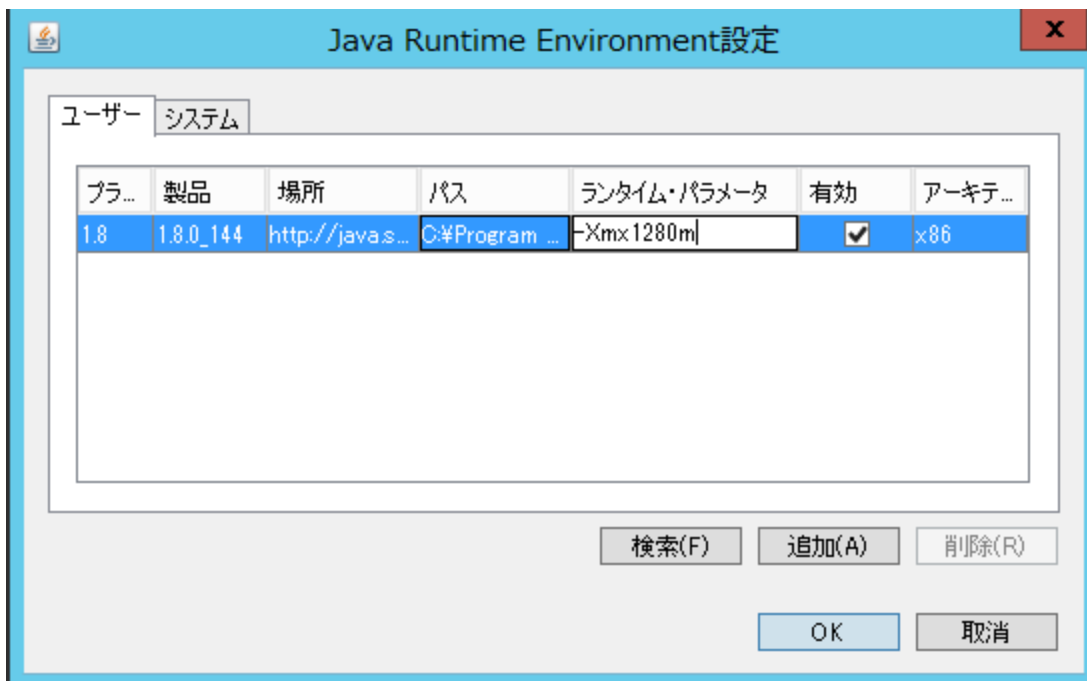 Java Runtime Environment設定
x
ユーザー システム
プラ... 製品 場所 パス ランタイム・パラメータ 有効 アーキテ...
1.8 1.8.0_144 http://java.s... C:¥Program ... -Xmx1280m x86
検索(F) 追加(A) 削除(R)
OK 取消